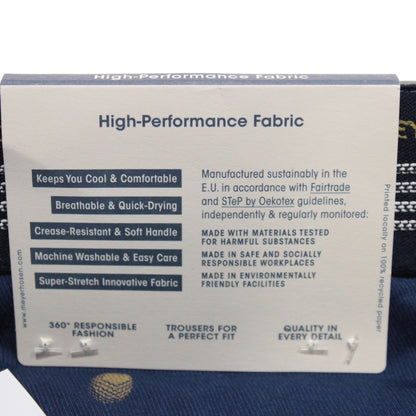 High-Performance Fabric
High-Performance Fabric
Keeps You Cool & Comfortable
Breathable & Quick-Drying
Crease-Resistant & Soft Handle
Machine Washable & Easy Care
Super-Stretch Innovative Fabric
Manufactured sustainably in the
E.U. in accordance with Fairtrade
and STeP by Oekotex guidelines,
independently & regularly monitored:
MADE WITH MATERIALS TESTED
FOR HARMFUL SUBSTANCES
MADE IN SAFE AND SOCIALLY
RESPONSIBLE WORKPLACES
MADE IN ENVIRONMENTALLY
FRIENDLY FACILITIES
360° RESPONSIBLE
FASHION
TROUSERS FOR
A PERFECT FIT
QUALITY IN
EVERY DETAIL
www.meyerhosen.com
Printed locally on 100% recycled paper